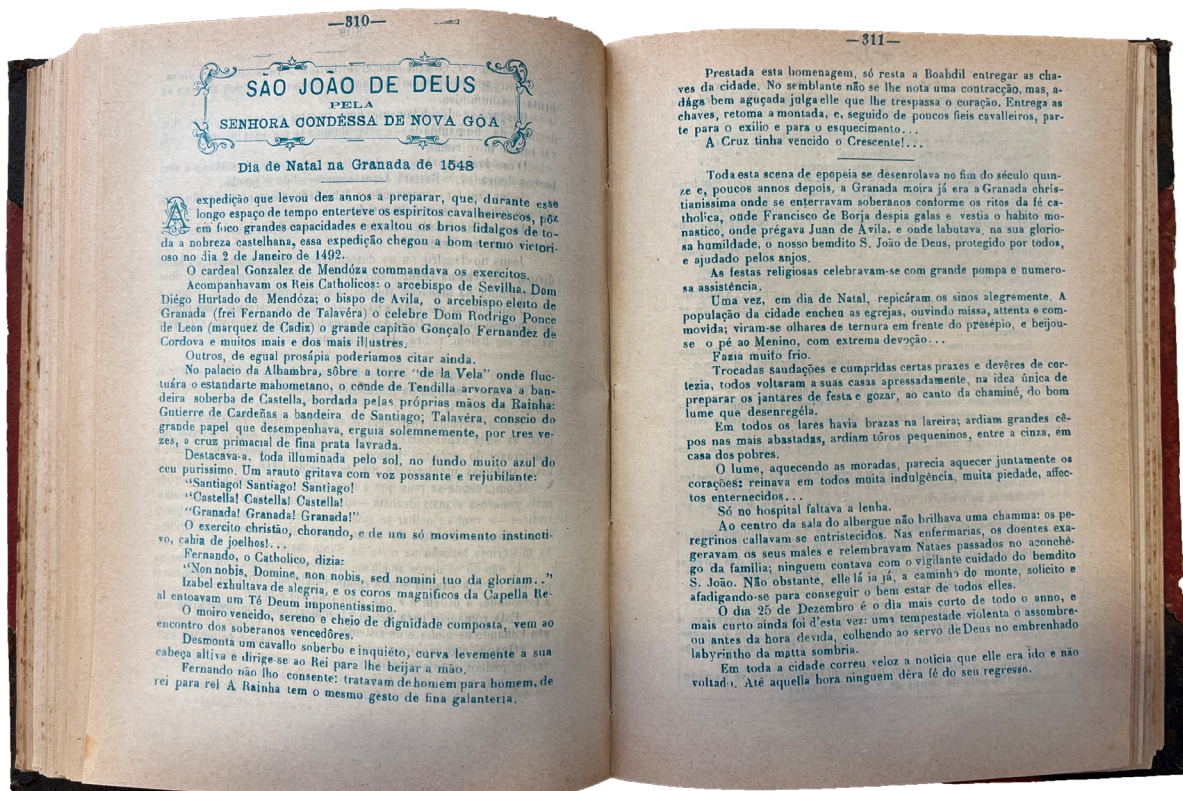 —310—
SÃO JOÃO DE DEUS
PELA
SENHORA CONDÉSSA DE NOVA GÔA
Dia de Natal na Granada de 1548
A expedição que levou dez annos a preparar, que, durante esse
longo espaço de tempo enterteve os espiritos cavalheirescos, pôz
em foco grandes capacidades e exaltou os brios fidalgos de to-
da a nobreza castelhana, essa expedição chegou a bom termo victori-
oso no dia 2 de Janeiro de 1492.
O cardeal Gonzalez de Mendóza commandava os exercitos.
Acompanhavam os Reis Catholicos: o arcebispo de Sevilha, Dom
Diégo Hurtado de Mendóza; o bispo de Avila, o arcebispo eleito de
Granada (frei Fernando de Talavéra) o celebre Dom Rodrigo Ponce
de Leon (marquez de Cadiz) o grande capitão Gonçalo Fernandez de
Cordova e muitos mais e dos mais illustres.
Outros, de egual prosápia poderiamos citar ainda.
No palacio da Alhambra, sôbre a torre "de la Vela" onde fluc-
tuára o estandarte mahometano, o conde de Tendilla arvorava a ban-
deira soberba de Castella, bordada pelas próprias mãos da Rainha:
Gutierre de Cardeñas a bandeira de Santiago; Talavéra, conscio do
grande papel que desempenhava, erguia solemnemente, por tres ve-
zes, a cruz primacial de fina prata lavrada.
Destacava-a, toda illuminada pelo sol, no fundo muito azul do
ceu purissimo. Um arauto gritava com voz possante e rejubilante:
"Santiago! Santiago! Santiago!
"Castella! Castella! Castella!
"Granada! Granada! Granada!"
O exercito christão, chorando, e de um só movimento instincti-
vo, cahia de joelhos!...
Fernando, o Catholico, dizia:
"Non nobis, Domine, non nobis, sed nomini tuo da gloriam.."
Izabel exhultava de alegria, e os coros magnificos da Capella Re-
al entoavam um Té Deum imponentissimo.
O moiro vencido, sereno e cheio de dignidade composta, vem ao
encontro dos soberanos vencedôres.
Desmonta um cavallo soberbo e inquiéto, curva levemente a sua
cabeça altiva e dirige-se ao Rei para lhe beijar a mão.
Fernando não lho consente: tratavam de homem para homem, de
rei para rei A Rainha tem o mesmo gesto de fina galanteria.
—311—
Prestada esta homenagem, só resta a Boabdil entregar as cha-
ves da cidade. No semblante não se lhe nota uma contracção, mas, a-
dága bem aguçada julga elle que lhe trespassa o coração. Entrega as
chaves, retoma a montada, e, seguido de poucos fieis cavalleiros, par-
te para o exilio e para o esquecimento...
A Cruz tinha vencido o Crescente!...
Toda esta scena de epopeia se desenrolava no fim do século quin-
ze e, poucos annos depois, a Granada moira já era a Granada chris-
tianissima onde se enterravam soberanos conforme os ritos da fé ca-
tholica, onde Francisco de Borja despia galas e vestia o habito mo-
nastico, onde prégava Juan de Avila, e onde labutava, na sua glorio-
sa humildade, o nosso bemdito S. João de Deus, protegido por todos,
e ajudado pelos anjos.
As festas religiosas celebravam-se com grande pompa e numero-
sa assistência.
Uma vez, em dia de Natal, repicáram os sinos alegremente. A
população da cidade encheu as egrejas, ouvindo missa, attenta e com-
movida; viram-se olhares de ternura em frente do presépio, e beijou-
se o pé ao Menino, com extrema devoção...
Fazia muito frio.
Trocadas saudações e cumpridas certas praxes e devêres de cor-
tezia, todos voltaram a suas casas apressadamente, na idea única de
preparar os jantares de festa e gozar, ao canto da chaminé, do bom
lume que desenregéla.
Em todos os lares havia brazas na lareira; ardiam grandes cê-
pos nas mais abastadas, ardiam tóros pequeninos, entre a cinza, em
casa dos pobres.
O lume, aquecendo as moradas, parecia aquecer juntamente os
corações: reinava em todos muita indulgência, muita piedade, affec-
tos enternecidos...
Só no hospital faltava a lenha.
Ao centro da sala do albergue não brilhava uma chamma: os pe-
regrinos callavam-se entristecidos. Nas enfermarias, os doentes exa-
geravam os seus males e relembravam Nataes passados no aconchê-
go da familia; ninguem contava com o vigilante cuidado do bemdito
S. João. Não obstante, elle lá ia já, a caminho do monte, solicito e
afadigando-se para conseguir o bem estar de todos elles.
O dia 25 de Dezembro é o dia mais curto de todo o anno, e
mais curto ainda foi d'esta vez: uma tempestade violenta o assombre-
ou antes da hora devida, colhendo ao servo de Deus no embrenhado
labyrintho da matta sombria.
Em toda a cidade correu veloz a noticia que elle era ido e não
voltado. Até aquella hora ninguem déra fé do seu regresso.